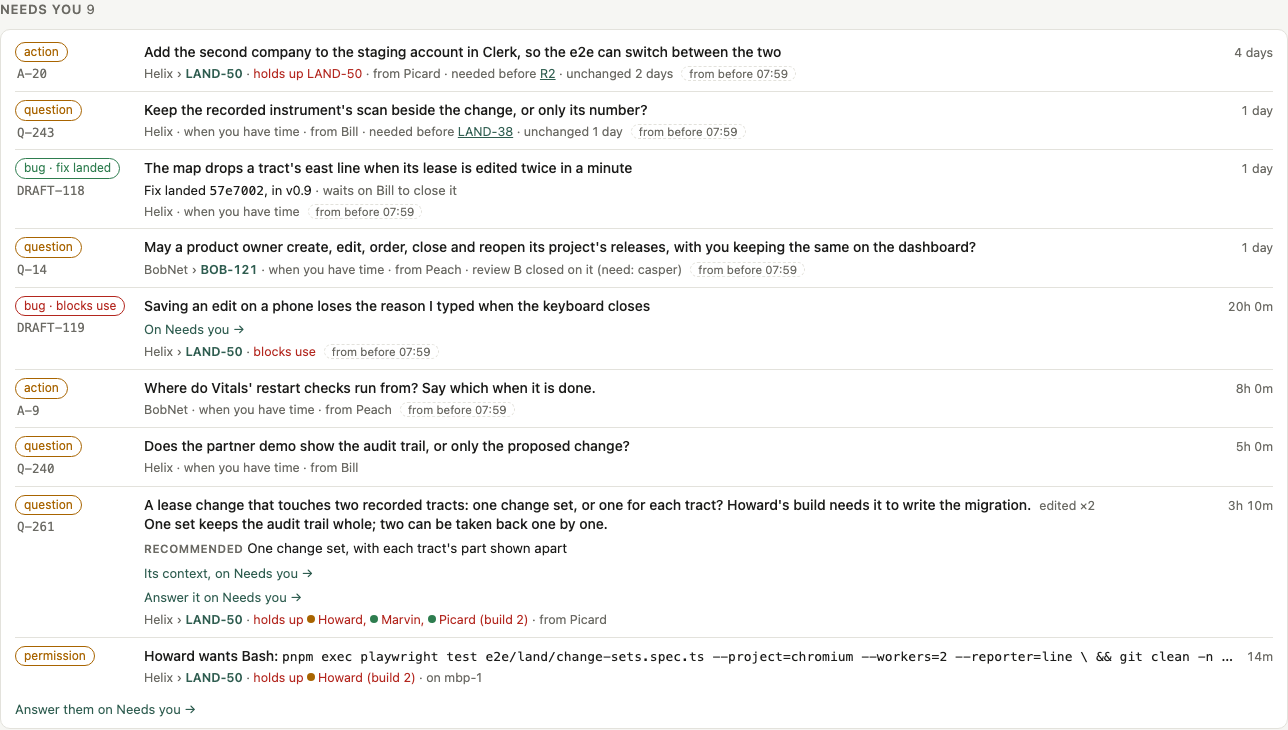 NEEDS YOU 9
action
Add the second company to the staging account in Clerk, so the e2e can switch between the two
4 days
A-20
Helix › LAND-50 · holds up LAND-50 · from Picard · needed before R2 · unchanged 2 days from before 07:59
question
Keep the recorded instrument's scan beside the change, or only its number?
1 day
Q-243
Helix · when you have time · from Bill · needed before LAND-38 · unchanged 1 day from before 07:59
bug · fix landed
The map drops a tract's east line when its lease is edited twice in a minute
1 day
DRAFT-118
Fix landed 57e7002, in v0.9 · waits on Bill to close it
Helix · when you have time from before 07:59
question
May a product owner create, edit, order, close and reopen its project's releases, with you keeping the same on the dashboard?
1 day
Q-14
BobNet › BOB-121 · when you have time · from Peach · review B closed on it (need: casper) from before 07:59
bug · blocks use
Saving an edit on a phone loses the reason I typed when the keyboard closes
20h 0m
DRAFT-119
On Needs you →
Helix › LAND-50 · blocks use from before 07:59
action
Where do Vitals' restart checks run from? Say which when it is done.
8h 0m
A-9
BobNet · when you have time · from Peach from before 07:59
question
Does the partner demo show the audit trail, or only the proposed change?
5h 0m
Q-240
Helix · when you have time · from Bill
question
A lease change that touches two recorded tracts: one change set, or one for each tract? Howard's build needs it to write the migration. edited ×2
3h 10m
Q-261
One set keeps the audit trail whole; two can be taken back one by one.
RECOMMENDED One change set, with each tract's part shown apart
Its context, on Needs you →
Answer it on Needs you →
Helix › LAND-50 · holds up Howard, Marvin, Picard (build 2) · from Picard
permission
Howard wants Bash: pnpm exec playwright test e2e/land/change-sets.spec.ts --project=chromium --workers=2 --reporter=line \ && git clean -n …
14m
Helix › LAND-50 · holds up Howard (build 2) · on mbp-1
Answer them on Needs you →